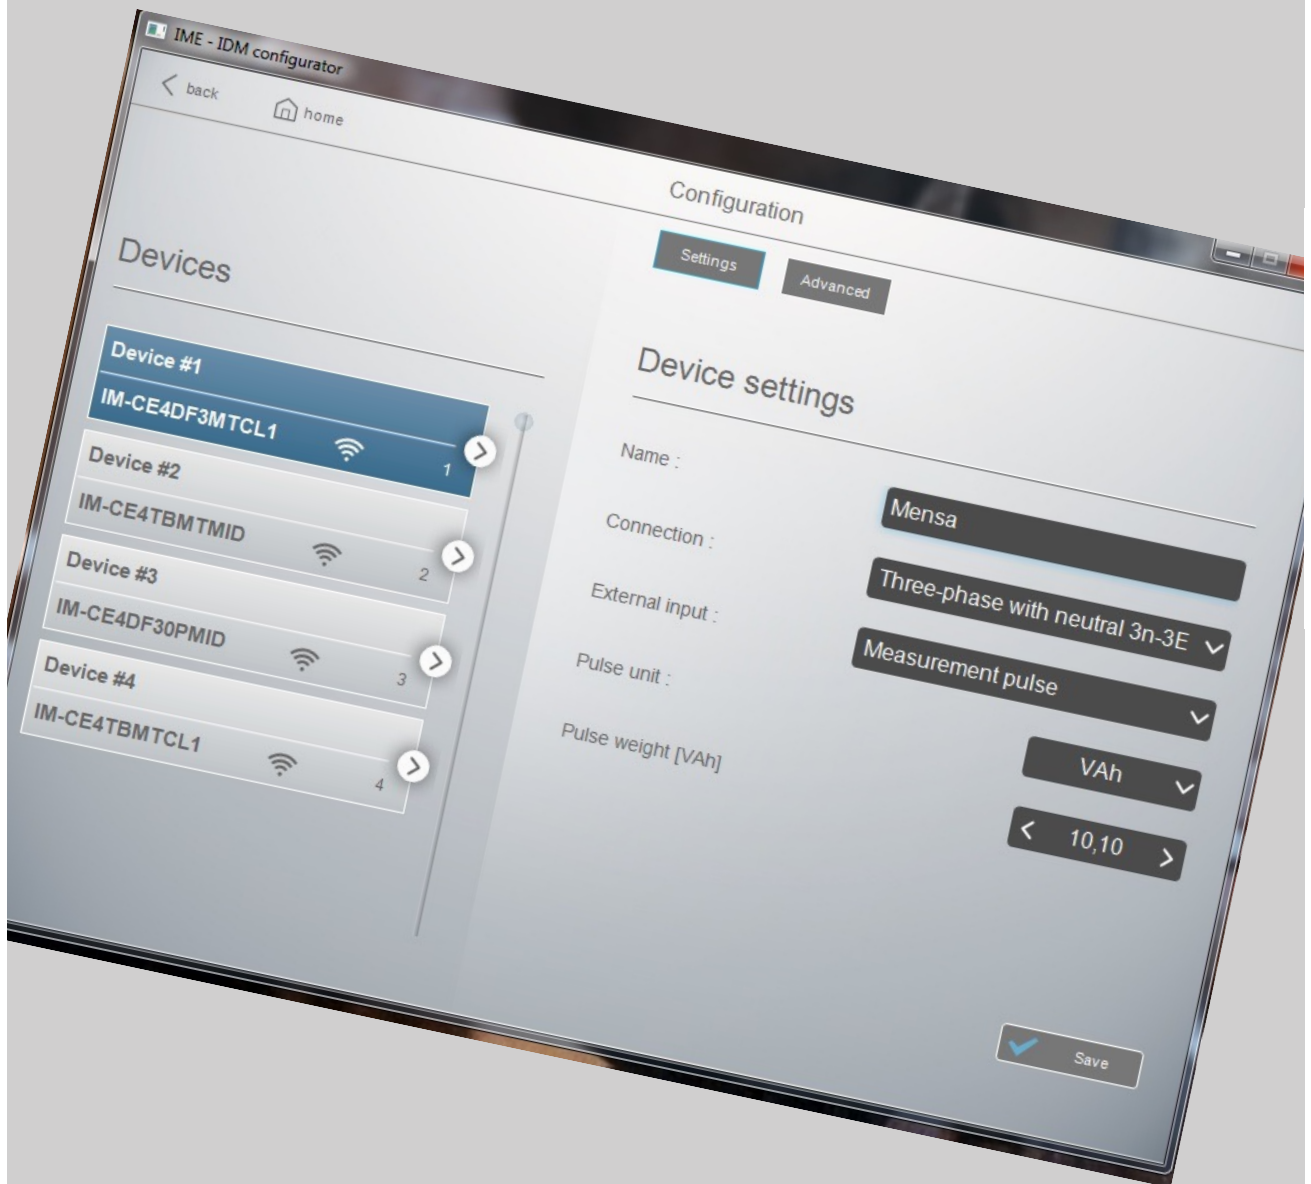 IME - IDM configurator
back
home
Configuration
Settings
Advanced
Devices
Device #1
IM-CE4DF3MTCL1
1
Device #2
IM-CE4TBMTMID
2
Device #3
IM-CE4DF30PMID
3
Device #4
IM-CE4TBMTCL1
4
Device settings
Name :
Mensa
Connection :
Three-phase with neutral 3n-3E
External input :
Measurement pulse
Pulse unit :
VAh
Pulse weight [VAh]
10,10
Save